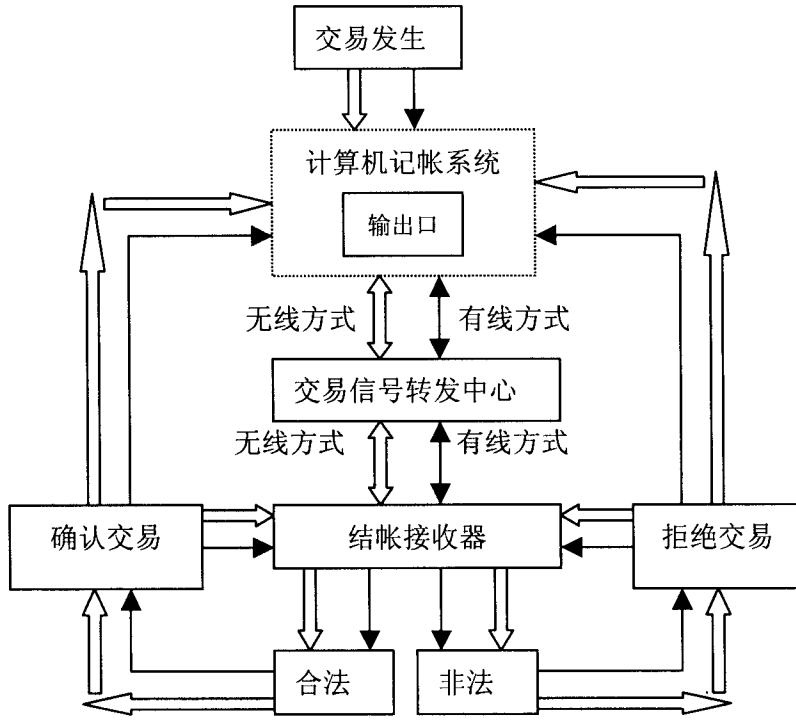 交易发生
计算机记帐系统
输出口
无线方式 有线方式
交易信号转发中心
无线方式 有线方式
确认交易 结帐接收器 拒绝交易
合法 非法